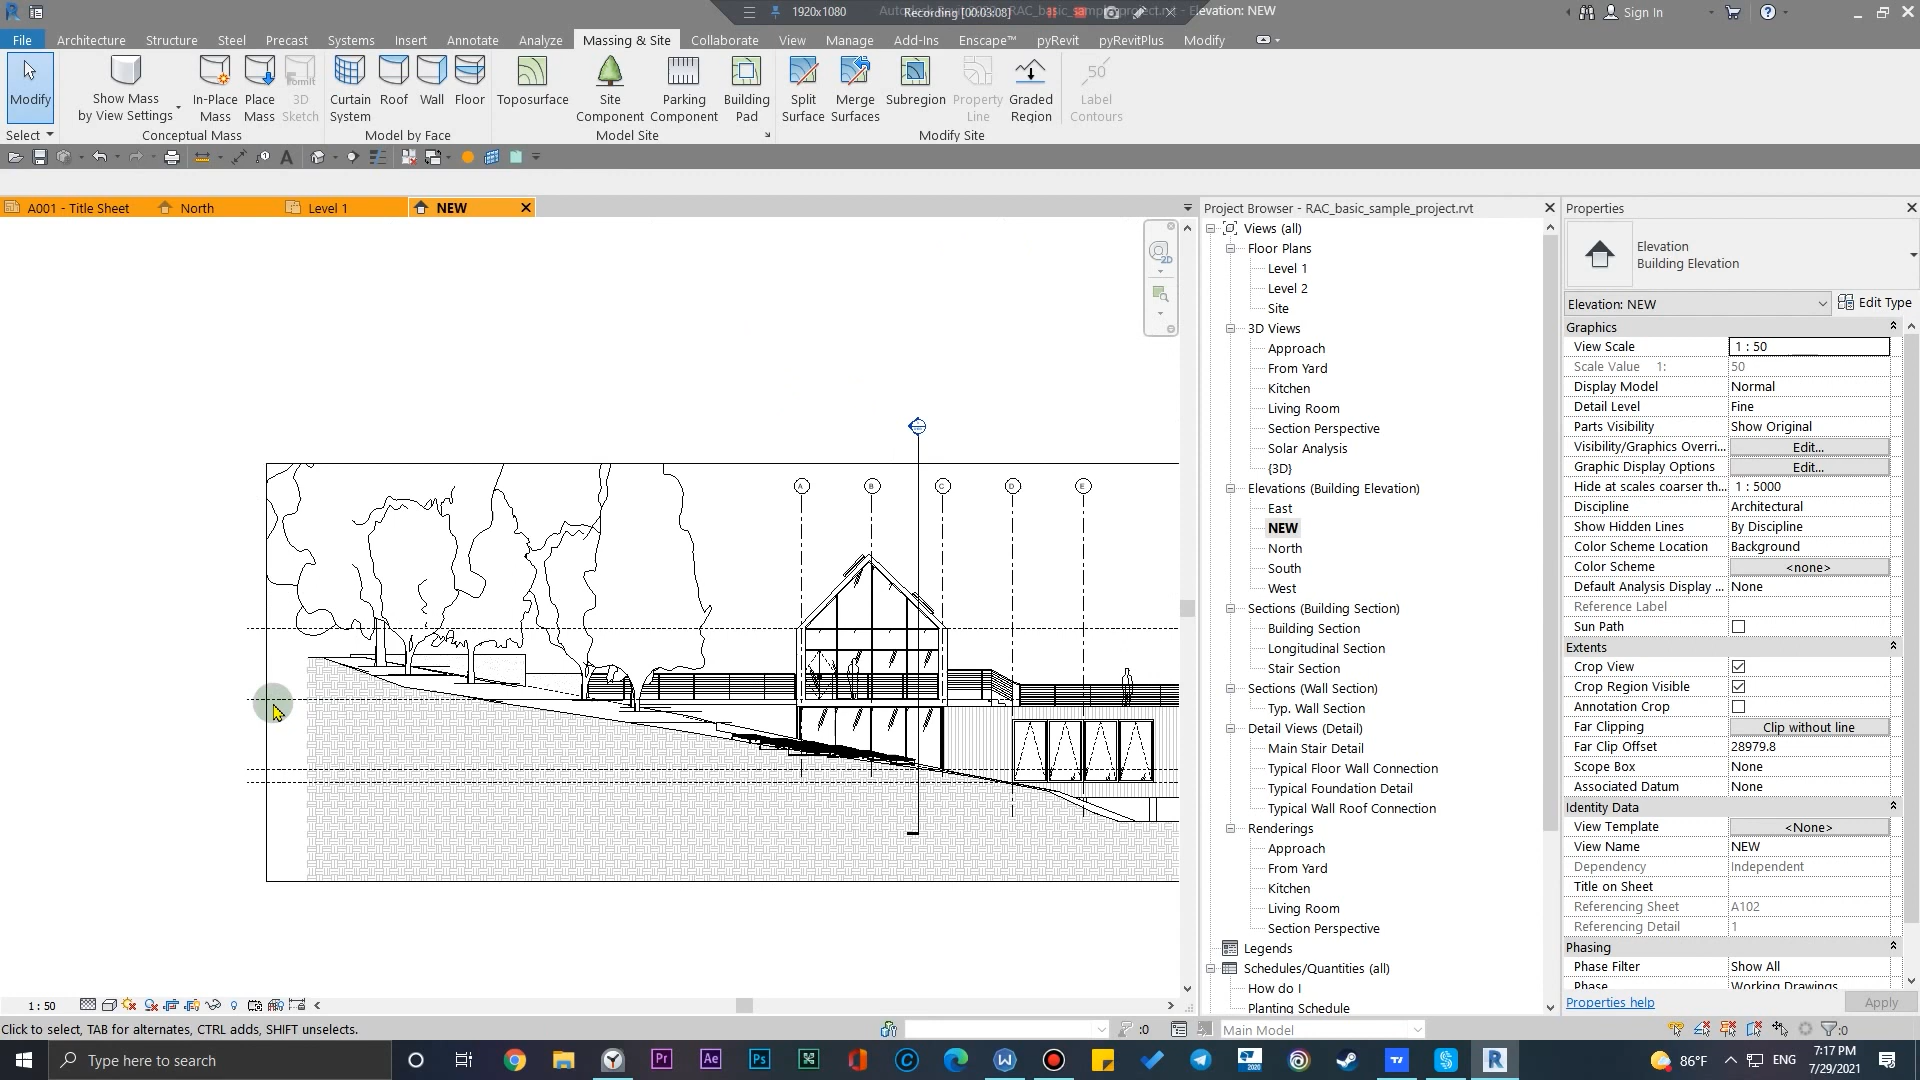 1920x1080
Recording [00:03:08]
Elevation: NEW
Sign In
File
Architecture
Structure
Steel
Precast
Systems
Insert
Annotate
Analyze
Massing & Site
Collaborate
View
Manage
Add-Ins
Enscape™
pyRevit
pyRevitPlus
Modify
Modify
Show Mass
by View Settings
In-Place
Mass
Place
Mass
3D
Sketch
Curtain
System
Roof
Wall
Floor
Toposurface
Site
Component
Parking
Component
Building
Pad
Split
Surface
Merge
Surfaces
Subregion
Property
Line
Graded
Region
50
Label
Contours
Select
Conceptual Mass
Model by Face
Model Site
Modify Site
A001 - Title Sheet
North
Level 1
NEW
2D
A
B
C
D
E
Project Browser - RAC_basic_sample_project.rvt
Views (all)
Floor Plans
Level 1
Level 2
Site
3D Views
Approach
From Yard
Kitchen
Living Room
Section Perspective
Solar Analysis
{3D}
Elevations (Building Elevation)
East
NEW
North
South
West
Sections (Building Section)
Building Section
Longitudinal Section
Stair Section
Sections (Wall Section)
Typ. Wall Section
Detail Views (Detail)
Main Stair Detail
Typical Floor Wall Connection
Typical Foundation Detail
Typical Wall Roof Connection
Renderings
Approach
From Yard
Kitchen
Living Room
Section Perspective
Legends
Schedules/Quantities (all)
How do I
Planting Schedule
Properties
Elevation
Building Elevation
Elevation: NEW
Edit Type
Graphics
View Scale
1 : 50
Scale Value 1:
50
Display Model
Normal
Detail Level
Fine
Parts Visibility
Show Original
Visibility/Graphics Overri...
Edit...
Graphic Display Options
Edit...
Hide at scales coarser th...
1 : 5000
Discipline
Architectural
Show Hidden Lines
By Discipline
Color Scheme Location
Background
Color Scheme
<none>
Default Analysis Display ...
None
Reference Label
Sun Path
Extents
Crop View
Crop Region Visible
Annotation Crop
Far Clipping
Clip without line
Far Clip Offset
28979.8
Scope Box
None
Associated Datum
None
Identity Data
View Template
<None>
View Name
NEW
Dependency
Independent
Title on Sheet
Referencing Sheet
A102
Referencing Detail
1
Phasing
Phase Filter
Show All
Phase
Working Drawings
Properties help
Apply
1 : 50
Click to select, TAB for alternates, CTRL adds, SHIFT unselects.
:0
Main Model
:0
Type here to search
Pr
Ae
Ps
2020
86°F
ENG
7:17 PM
7/29/2021